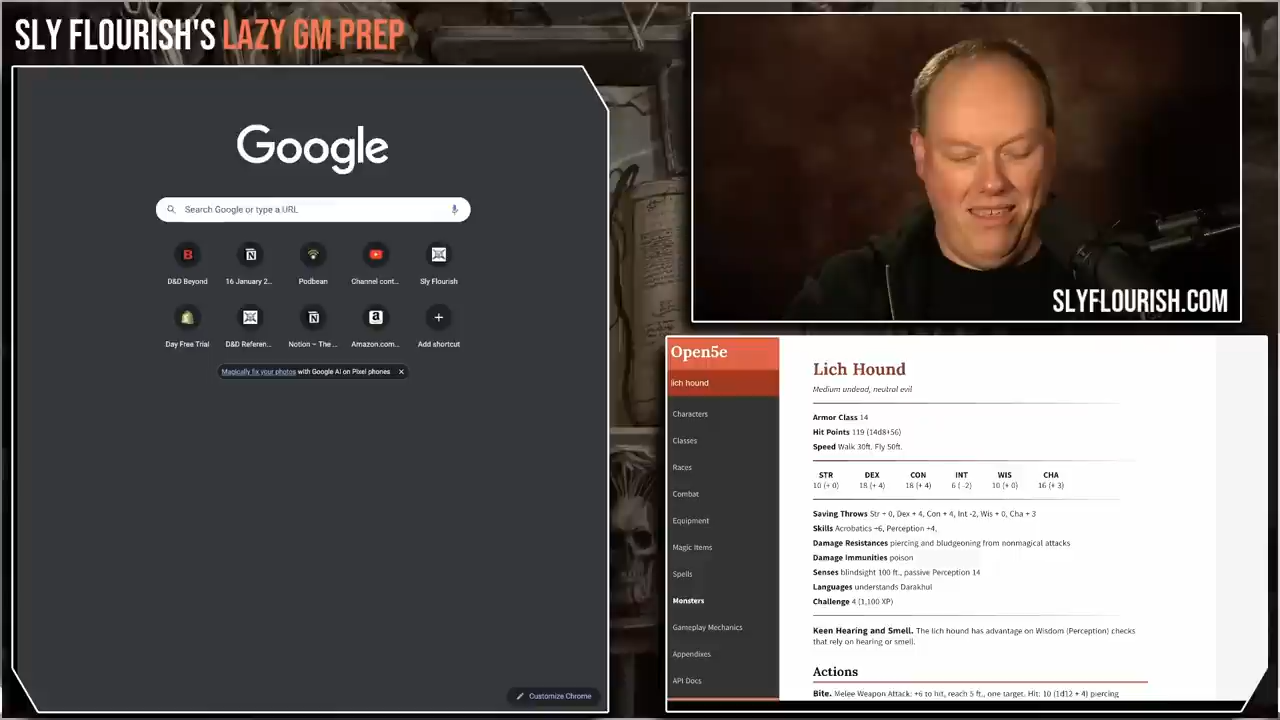 SLY FLOURISH'S LAZY GM PREP
Google
Search Google or type a URL
D&D Beyond
16 January 2...
Podbean
Channel cont...
Sly Flourish
Day Free Trial
D&D Referen...
Notion – The ...
Amazon.com...
Add shortcut
Magically fix your photos with Google AI on Pixel phones
Customize Chrome
SLYFLOURISH.COM
Open5e
lich hound
Characters
Classes
Races
Combat
Equipment
Magic Items
Spells
Monsters
Gameplay Mechanics
Appendixes
API Docs
Lich Hound
Medium undead, neutral evil
Armor Class 14
Hit Points 119 (14d8+56)
Speed Walk 30ft. Fly 50ft.
STR DEX CON INT WIS CHA
10 (+ 0) 18 (+ 4) 18 (+ 4) 6 ( -2) 10 (+ 0) 16 (+ 3)
Saving Throws Str + 0, Dex + 4, Con + 4, Int -2, Wis + 0, Cha + 3
Skills Acrobatics +6, Perception +4,
Damage Resistances piercing and bludgeoning from nonmagical attacks
Damage Immunities poison
Senses blindsight 100 ft., passive Perception 14
Languages understands Darakhul
Challenge 4 (1,100 XP)
Keen Hearing and Smell. The lich hound has advantage on Wisdom (Perception) checks
that rely on hearing or smell.
Actions
Bite. Melee Weapon Attack: +6 to hit, reach 5 ft., one target. Hit: 10 (1d12 + 4) piercing